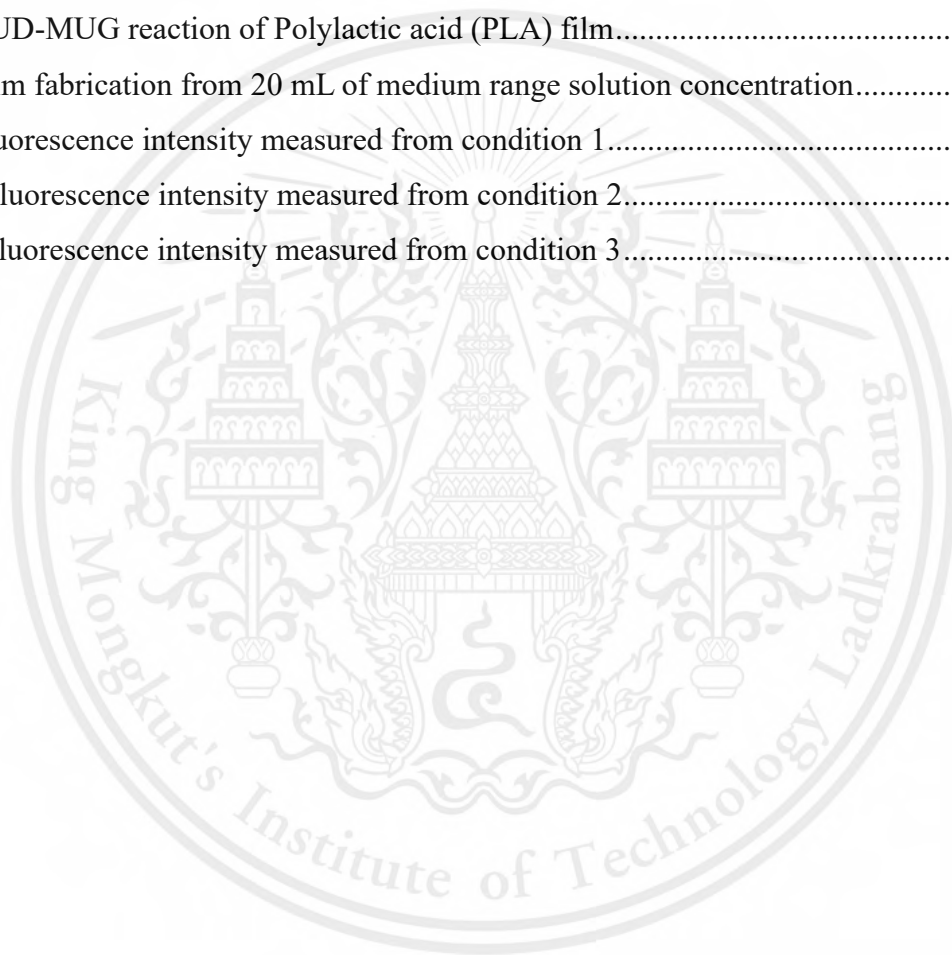 UD-MUG reaction of Polylactic acid (PLA) film
m fabrication from 20 mL of medium range solution concentration
uorescence intensity measured from condition 1
luorescence intensity measured from condition 2
luorescence intensity measured from condition 3
King Mongkut's Institute of Technology Ladkrabang